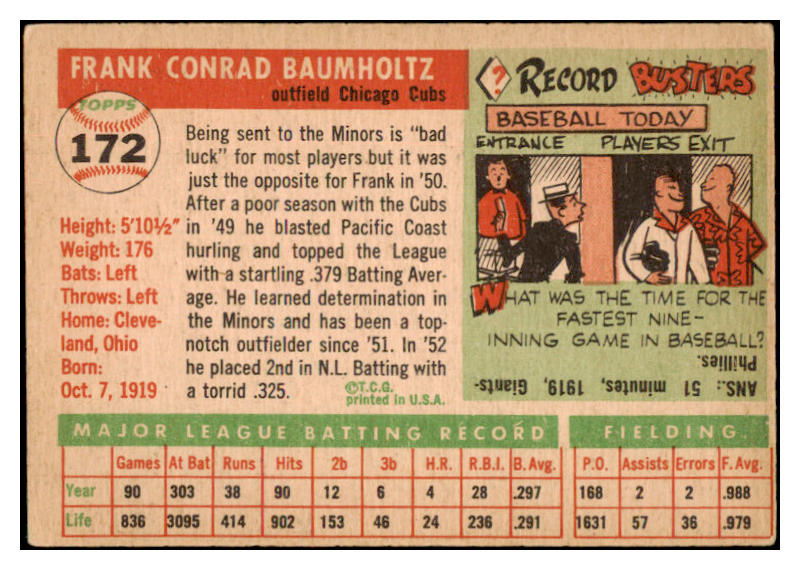 FRANK CONRAD BAUMHOLTZ
outfield Chicago Cubs
TOPPS
172
Height: 5'10½"
Weight: 176
Bats: Left
Throws: Left
Home: Cleve-
land, Ohio
Born:
Oct. 7, 1919
Being sent to the Minors is "bad
luck" for most players but it was
just the opposite for Frank in '50.
After a poor season with the Cubs
in '49 he blasted Pacific Coast
hurling and topped the League
with a startling .379 Batting Aver-
age. He learned determination in
the Minors and has been a top-
notch outfielder since '51. In '52
he placed 2nd in N.L. Batting with
a torrid .325.
©T.C.G.
printed in U.S.A.
? RECORD BUSTERS
BASEBALL TODAY
ENTRANCE PLAYERS EXIT
WHAT WAS THE TIME FOR THE
FASTEST NINE-
INNING GAME IN BASEBALL?
ANS.: 51 minutes, 1919, Giants-
Phillies.
MAJOR LEAGUE BATTING RECORD FIELDING
Games At Bat Runs Hits 2b 3b H.R. R.B.I. B. Avg. P.O. Assists Errors F. Avg.
Year 90 303 38 90 12 6 4 28 .297 168 2 2 .988
Life 836 3095 414 902 153 46 24 236 .291 1631 57 36 .979